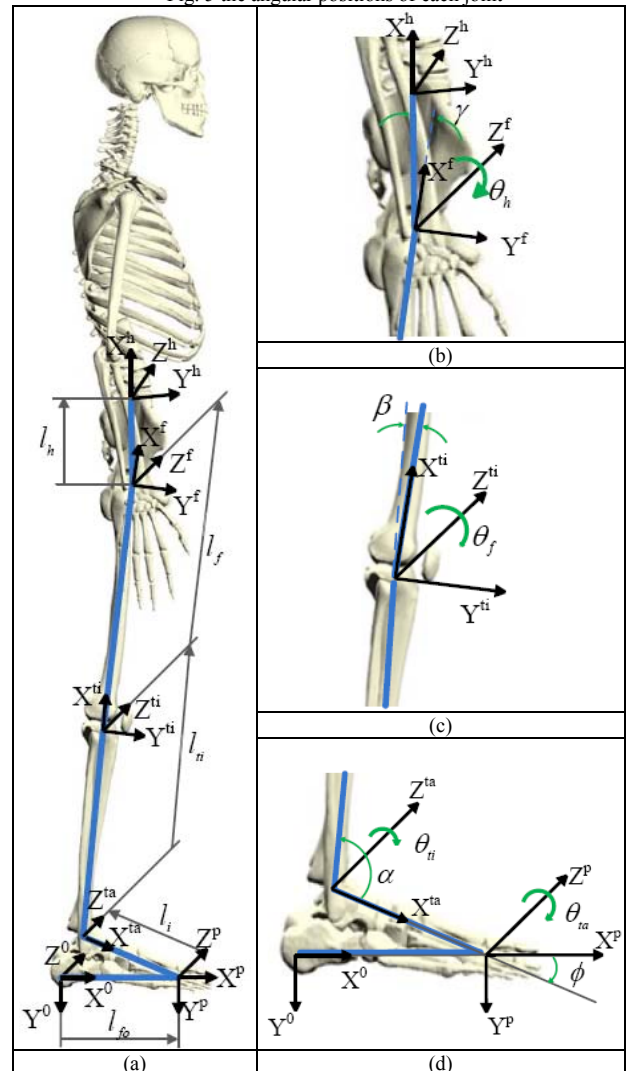 Fig. 3 the angular positions of each joint
X^h
Z^h
Y^h
l_h
X^f
Z^f
Y^f
l_f
X^ti
Z^ti
Y^ti
l_ti
Z^ta
X^ta
l_i
Z^p
Z^0
X^0
X^p
Y^0
Y^p
l_fo
(a)
X^h
Z^h
Y^h
γ
Z^f
X^f
θ_h
Y^f
(b)
β
X^ti
Z^ti
θ_f
Y^ti
(c)
Z^ta
θ_ti
α
Z^p
X^ta
θ_ta
X^p
X^0
ϕ
Y^0
Y^p
(d)